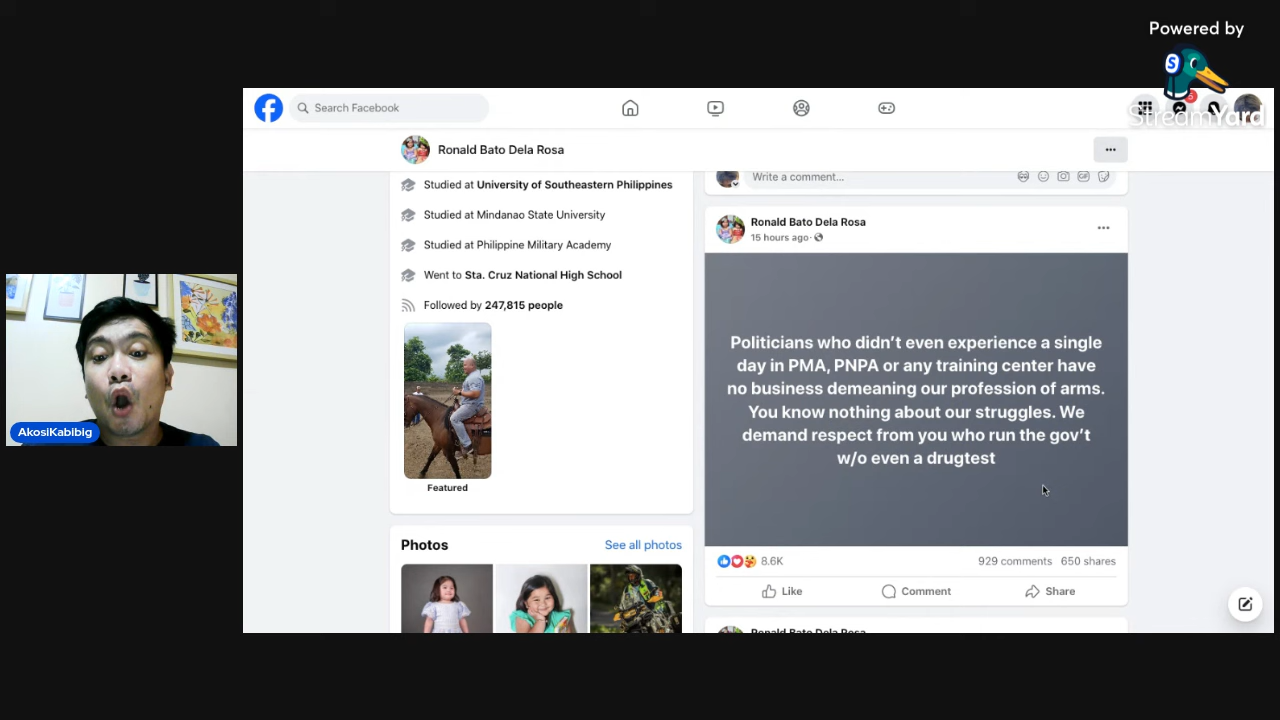 Powered by
S
StreamYard
Search Facebook
Ronald Bato Dela Rosa
Studied at University of Southeastern Philippines
Studied at Mindanao State University
Studied at Philippine Military Academy
Went to Sta. Cruz National High School
Followed by 247,815 people
Featured
Photos
See all photos
Write a comment...
Ronald Bato Dela Rosa
15 hours ago ·
Politicians who didn't even experience a single
day in PMA, PNPA or any training center have
no business demeaning our profession of arms.
You know nothing about our struggles. We
demand respect from you who run the gov't
w/o even a drugtest
8.6K
929 comments 650 shares
Like
Comment
Share
Ronald Bato Dela Rosa
AkosiKabibig